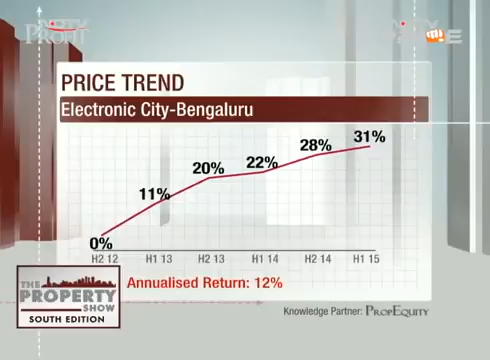 PROFIT
PRICE TREND
Electronic City-Bengaluru
0%
11%
20%
22%
28%
31%
H2 12
H1 13
H2 13
H1 14
H2 14
H1 15
Annualised Return: 12%
THE
PROPERTY
SHOW
SOUTH EDITION
Knowledge Partner: PROPEQUITY